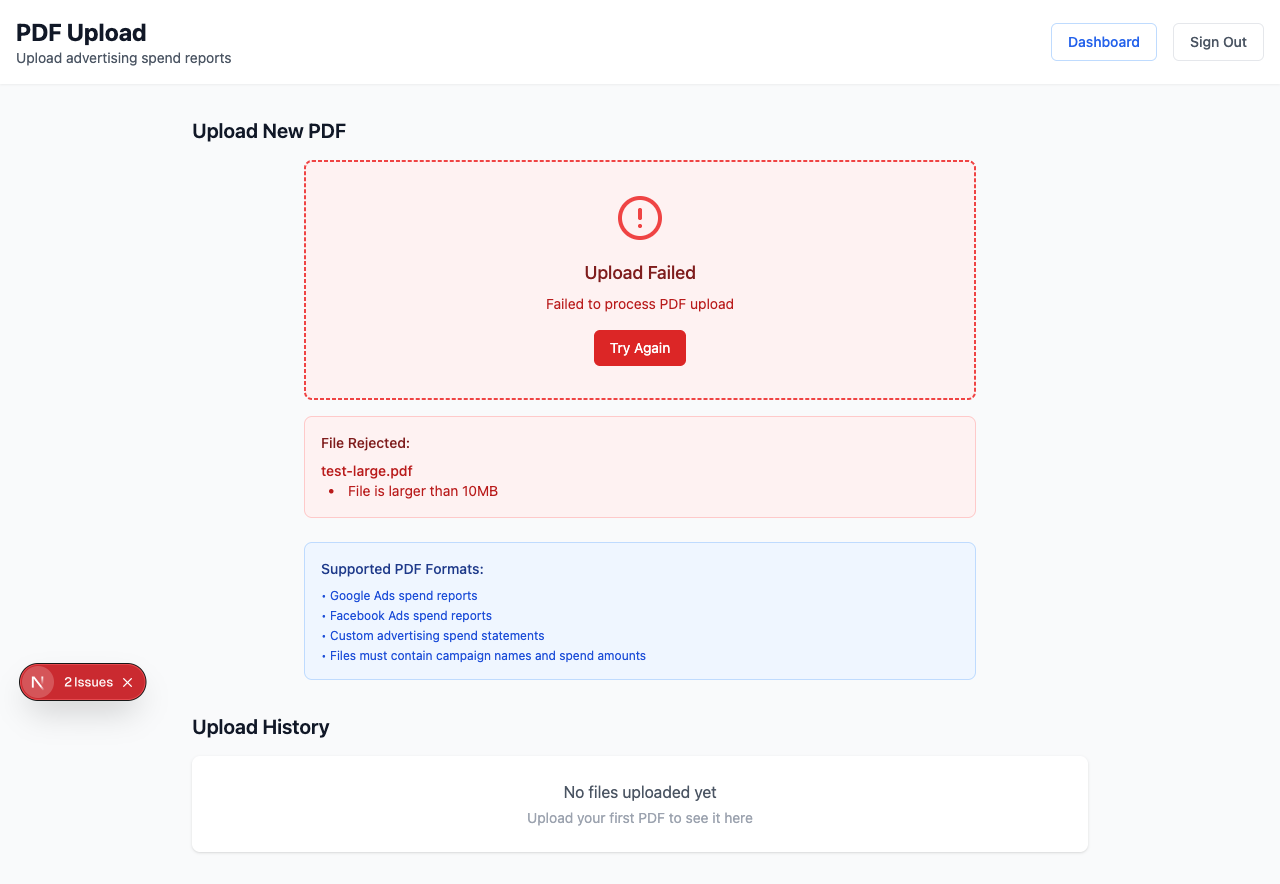 PDF Upload
Upload advertising spend reports
Dashboard
Sign Out
Upload New PDF
Upload Failed
Failed to process PDF upload
Try Again
File Rejected:
test-large.pdf
• File is larger than 10MB
Supported PDF Formats:
• Google Ads spend reports
• Facebook Ads spend reports
• Custom advertising spend statements
• Files must contain campaign names and spend amounts
N 2 Issues
Upload History
No files uploaded yet
Upload your first PDF to see it here